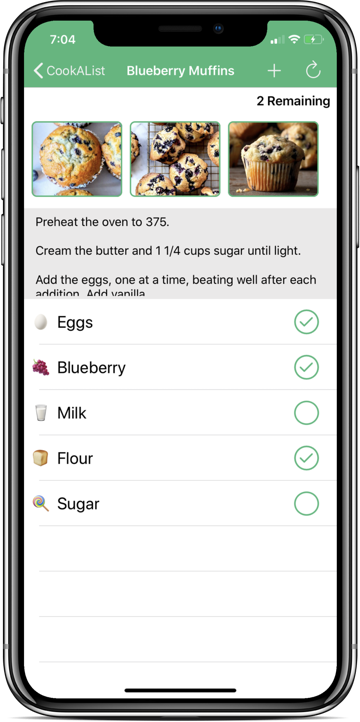 7:04
CookAList
Blueberry Muffins
2 Remaining
Preheat the oven to 375.
Cream the butter and 1 1/4 cups sugar until light.
Add the eggs, one at a time, beating well after each
addition. Add vanilla
Eggs
Blueberry
Milk
Flour
Sugar